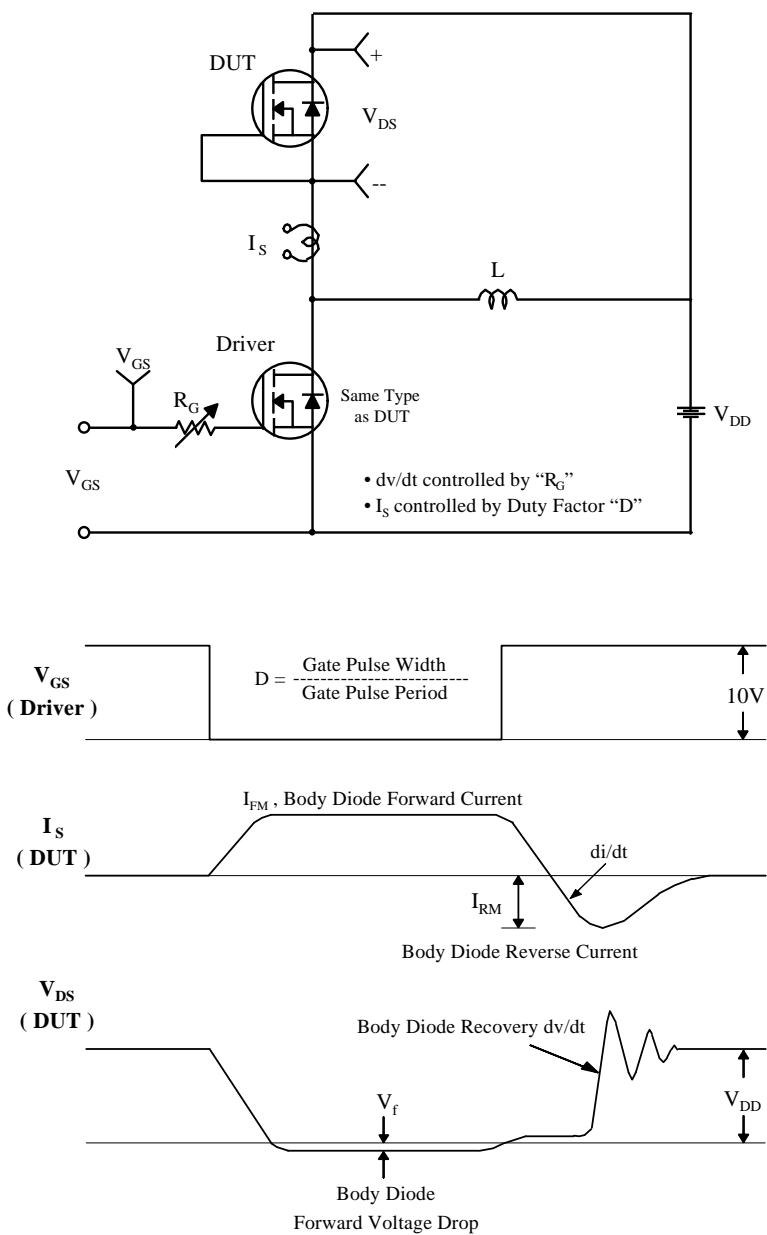 DUT
+
V_DS
--
I_S
L
Driver
V_GS
R_G
Same Type
as DUT
V_DD
V_GS
• dv/dt controlled by “R_G”
• I_S controlled by Duty Factor “D”
V_GS
( Driver )
D = Gate Pulse Width
--------------------------
Gate Pulse Period
10V
I_FM , Body Diode Forward Current
I_S
( DUT )
di/dt
I_RM
Body Diode Reverse Current
V_DS
( DUT )
Body Diode Recovery dv/dt
V_f
V_DD
Body Diode
Forward Voltage Drop